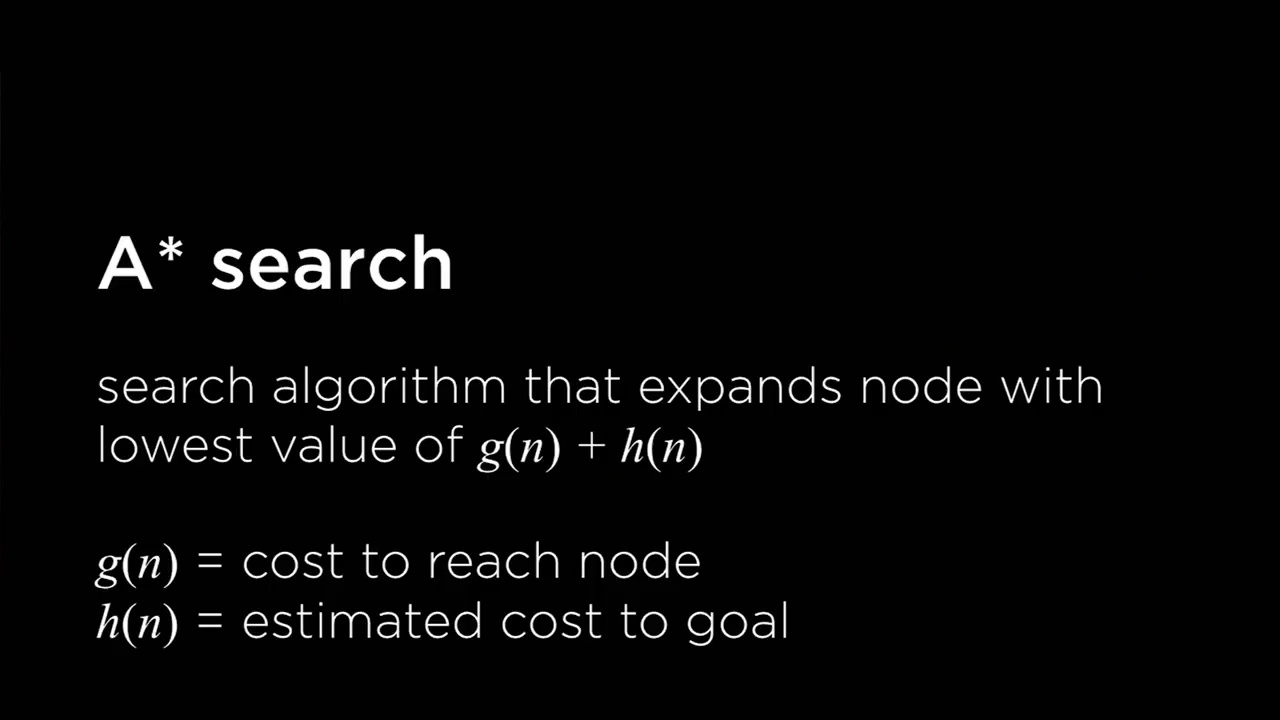 A* search
search algorithm that expands node with
lowest value of g(n) + h(n)
g(n) = cost to reach node
h(n) = estimated cost to goal